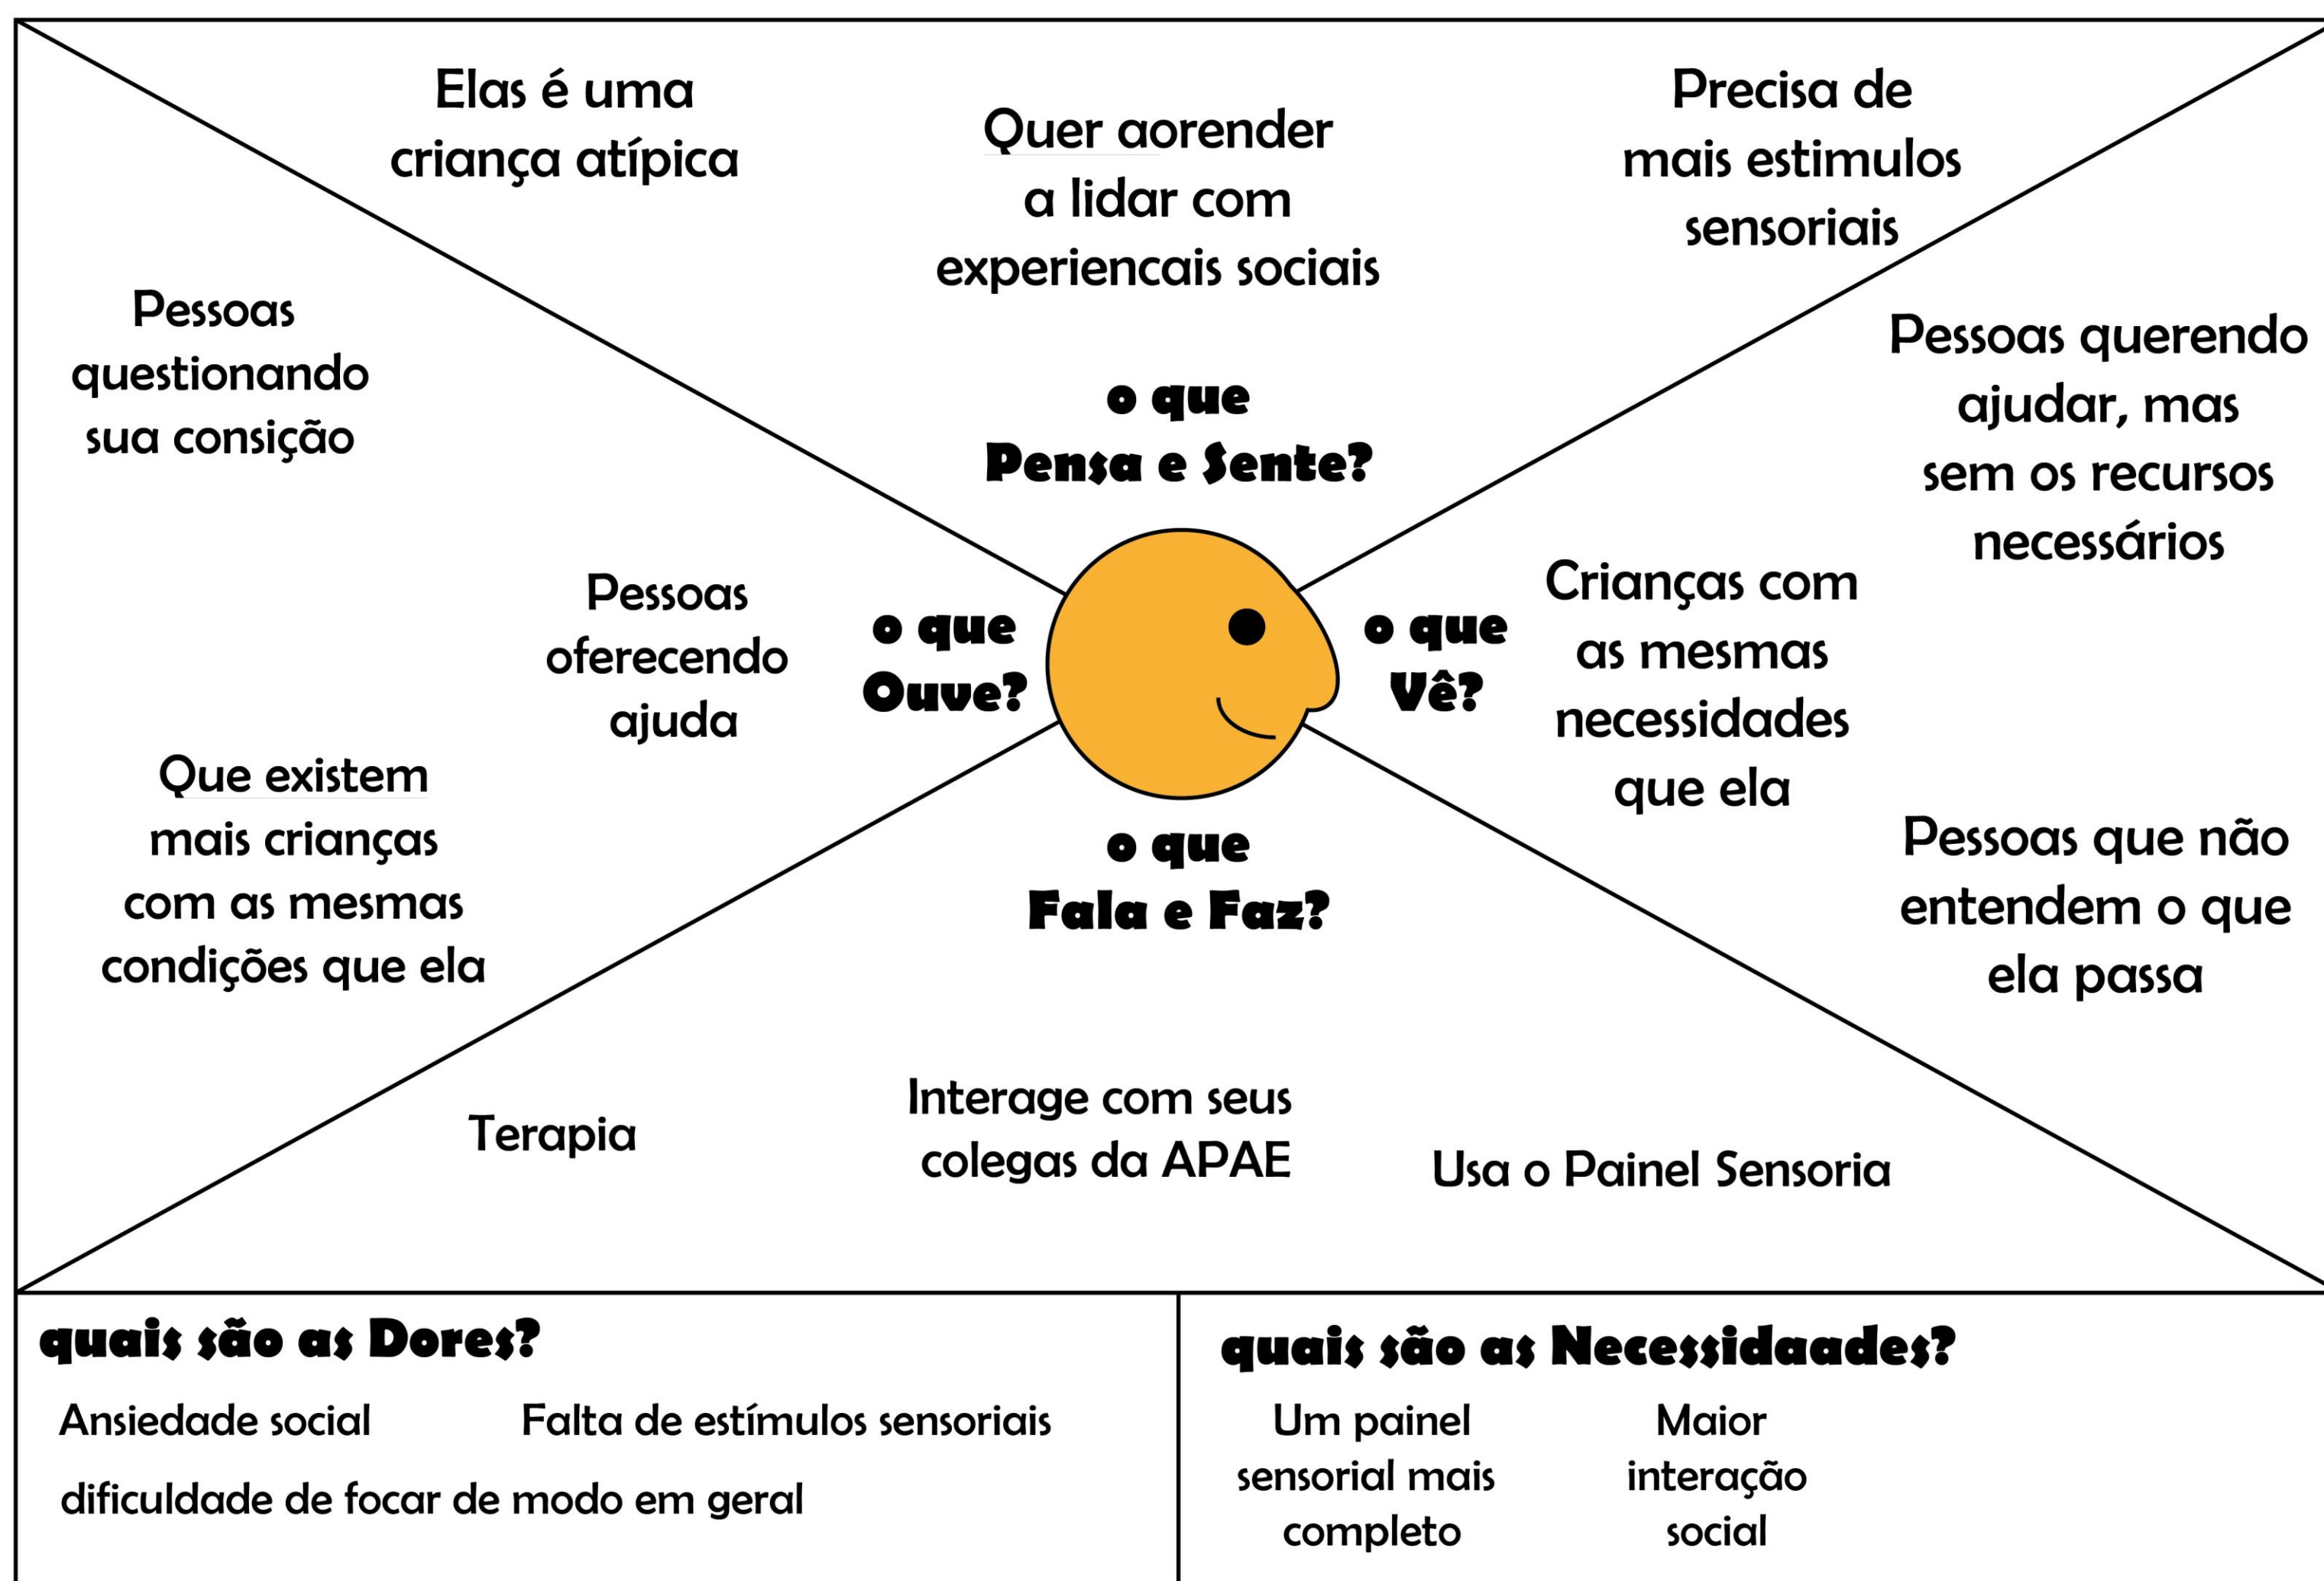 Elas é uma
criança atípica
Quer aorender
a lidar com
experiencais sociais
Precisa de
mais estimulos
sensoriais
o que
Pensa e Sente?
Pessoas
questionando
sua consição
Pessoas
oferecendo
ajuda
Que existem
mais crianças
com as mesmas
condições que ela
o que
Ouve?
o que
Vê?
Pessoas querendo
ajudar, mas
sem os recursos
necessários
Crianças com
as mesmas
necessidades
que ela
Pessoas que não
entendem o que
ela passa
o que
Fala e Faz?
Terapia
Interage com seus
colegas da APAE
Usa o Painel Sensoria
quais são as Dores?
Ansiedade social
Falta de estímulos sensoriais
dificuldade de focar de modo em geral
quais são as Necessidaades?
Um painel
sensorial mais
completo
Maior
interação
social